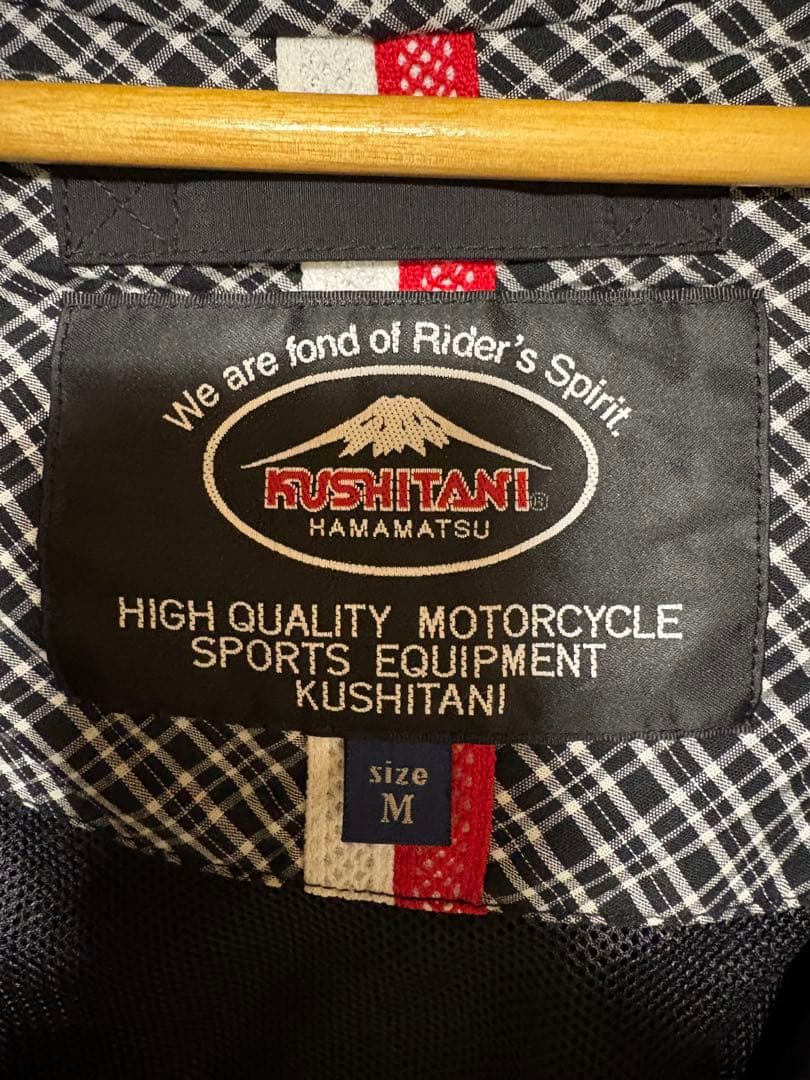 We are fond of Rider's Spirit.
KUSHITANI®
HAMAMATSU
HIGH QUALITY MOTORCYCLE
SPORTS EQUIPMENT
KUSHITANI
size
M